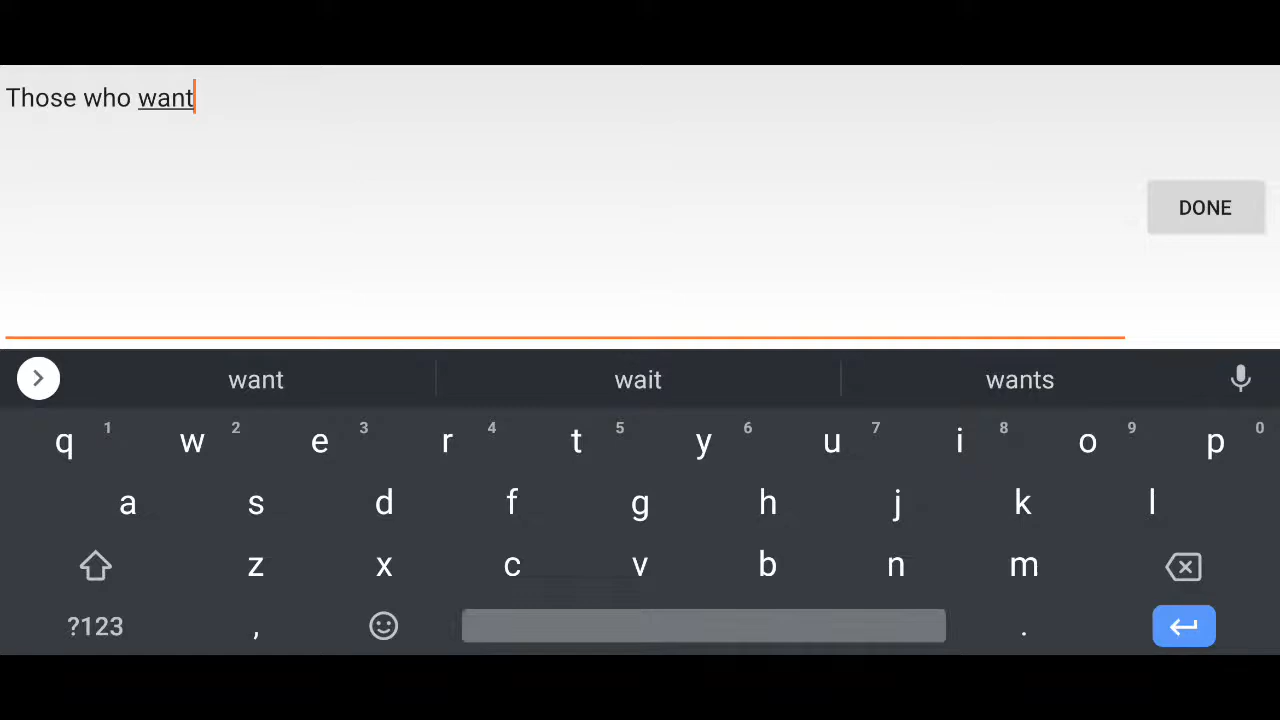 Those who want
DONE
want wait wants
q 1 w 2 e 3 r 4 t 5 y 6 u 7 i 8 o 9 p 0
a s d f g h j k l
z x c v b n m
?123 , .